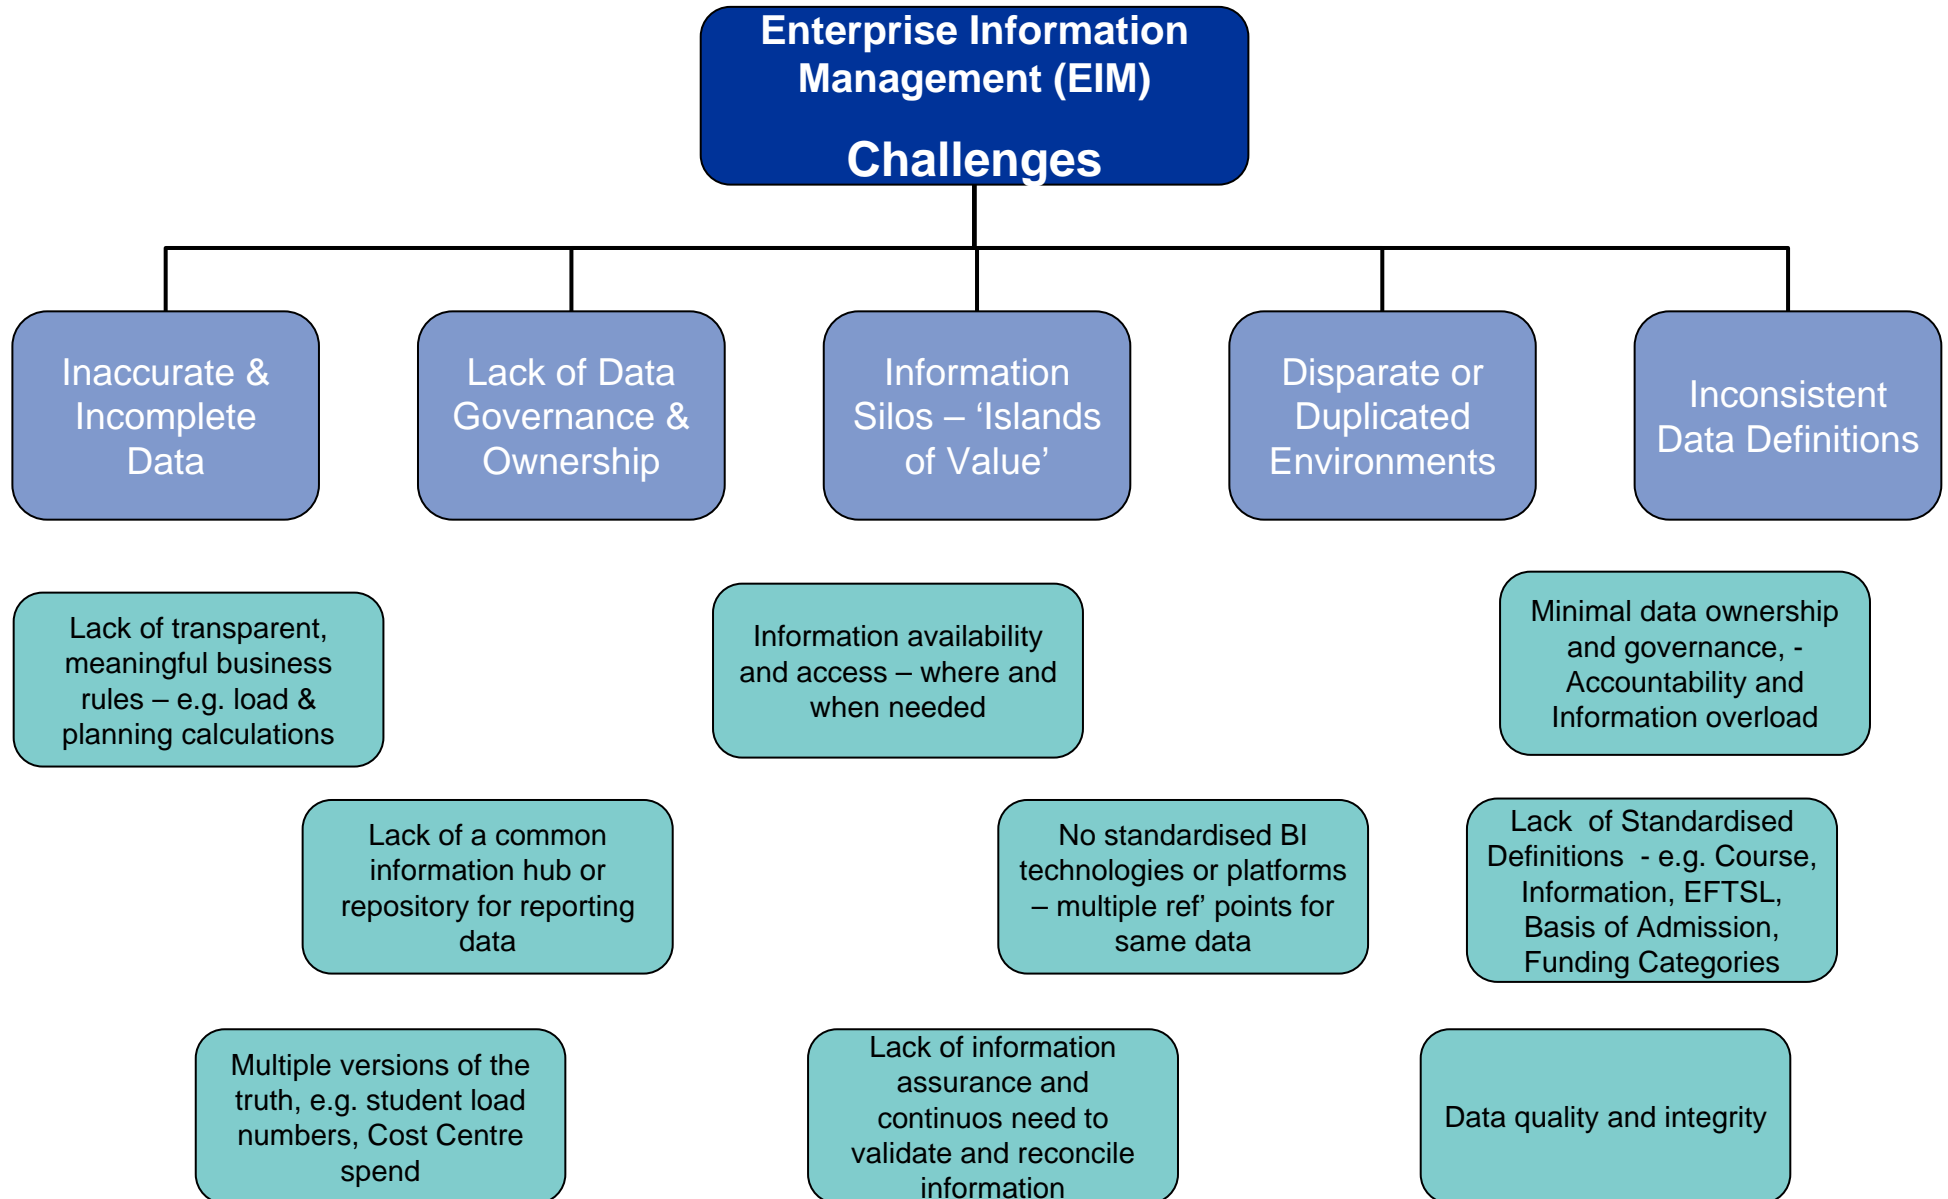 Enterprise Information
Management (EIM)
Challenges
Inaccurate &
Incomplete
Data
Lack of Data
Governance &
Ownership
Information
Silos – ‘Islands
of Value’
Disparate or
Duplicated
Environments
Inconsistent
Data Definitions
Lack of transparent,
meaningful business
rules – e.g. load &
planning calculations
Information availability
and access – where and
when needed
Minimal data ownership
and governance, -
Accountability and
Information overload
Lack of a common
information hub or
repository for reporting
data
No standardised BI
technologies or platforms
– multiple ref’ points for
same data
Lack  of Standardised
Definitions  - e.g. Course,
Information, EFTSL,
Basis of Admission,
Funding Categories
Multiple versions of the
truth, e.g. student load
numbers, Cost Centre
spend
Lack of information
assurance and
continuos need to
validate and reconcile
information
Data quality and integrity